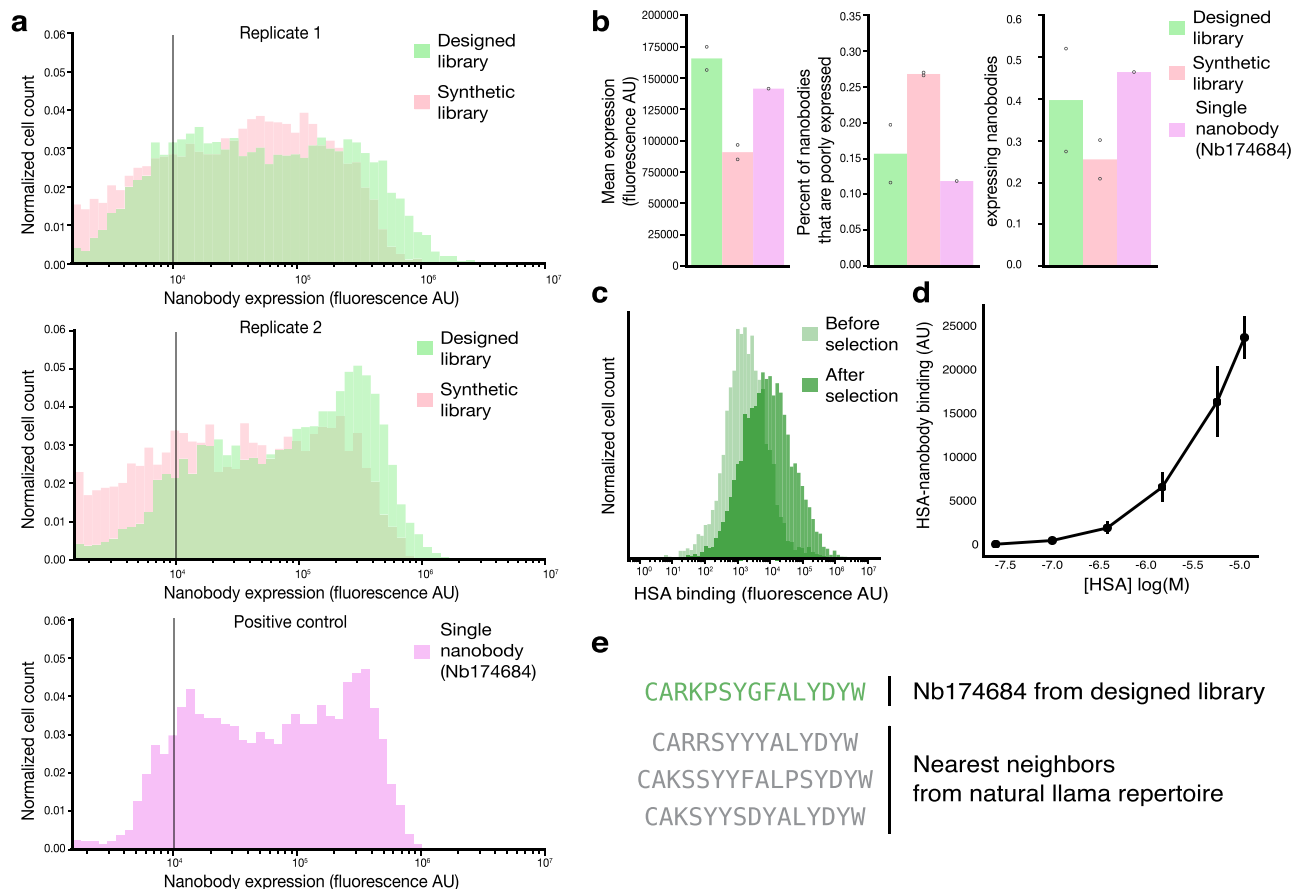 a
Replicate 1
Designed
library
Synthetic
library
Normalized cell count
0.06
0.05
0.04
0.03
0.02
0.01
0.00
10⁴
10⁵
10⁶
10⁷
Nanobody expression (fluorescence AU)
Replicate 2
Designed
library
Synthetic
library
Normalized cell count
0.06
0.05
0.04
0.03
0.02
0.01
0.00
10⁴
10⁵
10⁶
10⁷
Nanobody expression (fluorescence AU)
Positive control
Single
nanobody
(Nb174684)
Normalized cell count
0.06
0.05
0.04
0.03
0.02
0.01
0.00
10⁴
10⁵
10⁶
10⁷
Nanobody expression (fluorescence AU)
b
Mean expression
(fluorescence AU)
200000
175000
150000
125000
100000
75000
50000
25000
0
Percent of nanobodies
that are poorly expressed
0.35
0.30
0.25
0.20
0.15
0.10
0.05
0.00
expressing nanobodies
0.6
0.5
0.4
0.3
0.2
0.1
0.0
Designed
library
Synthetic
library
Single
nanobody
(Nb174684)
c
Before
selection
After
selection
Normalized cell count
10⁰
10¹
10²
10³
10⁴
10⁵
10⁶
10⁷
HSA binding (fluorescence AU)
d
HSA-nanobody binding (AU)
25000
20000
15000
10000
5000
0
-7.5
-7.0
-6.5
-6.0
-5.5
-5.0
[HSA] log(M)
e
CARKPSYGFALYDYW
Nb174684 from designed library
CARRSYYYALYDYW
CAKSSYYFALPSYDYW
CAKSYYSDYALYDYW
Nearest neighbors
from natural llama repertoire